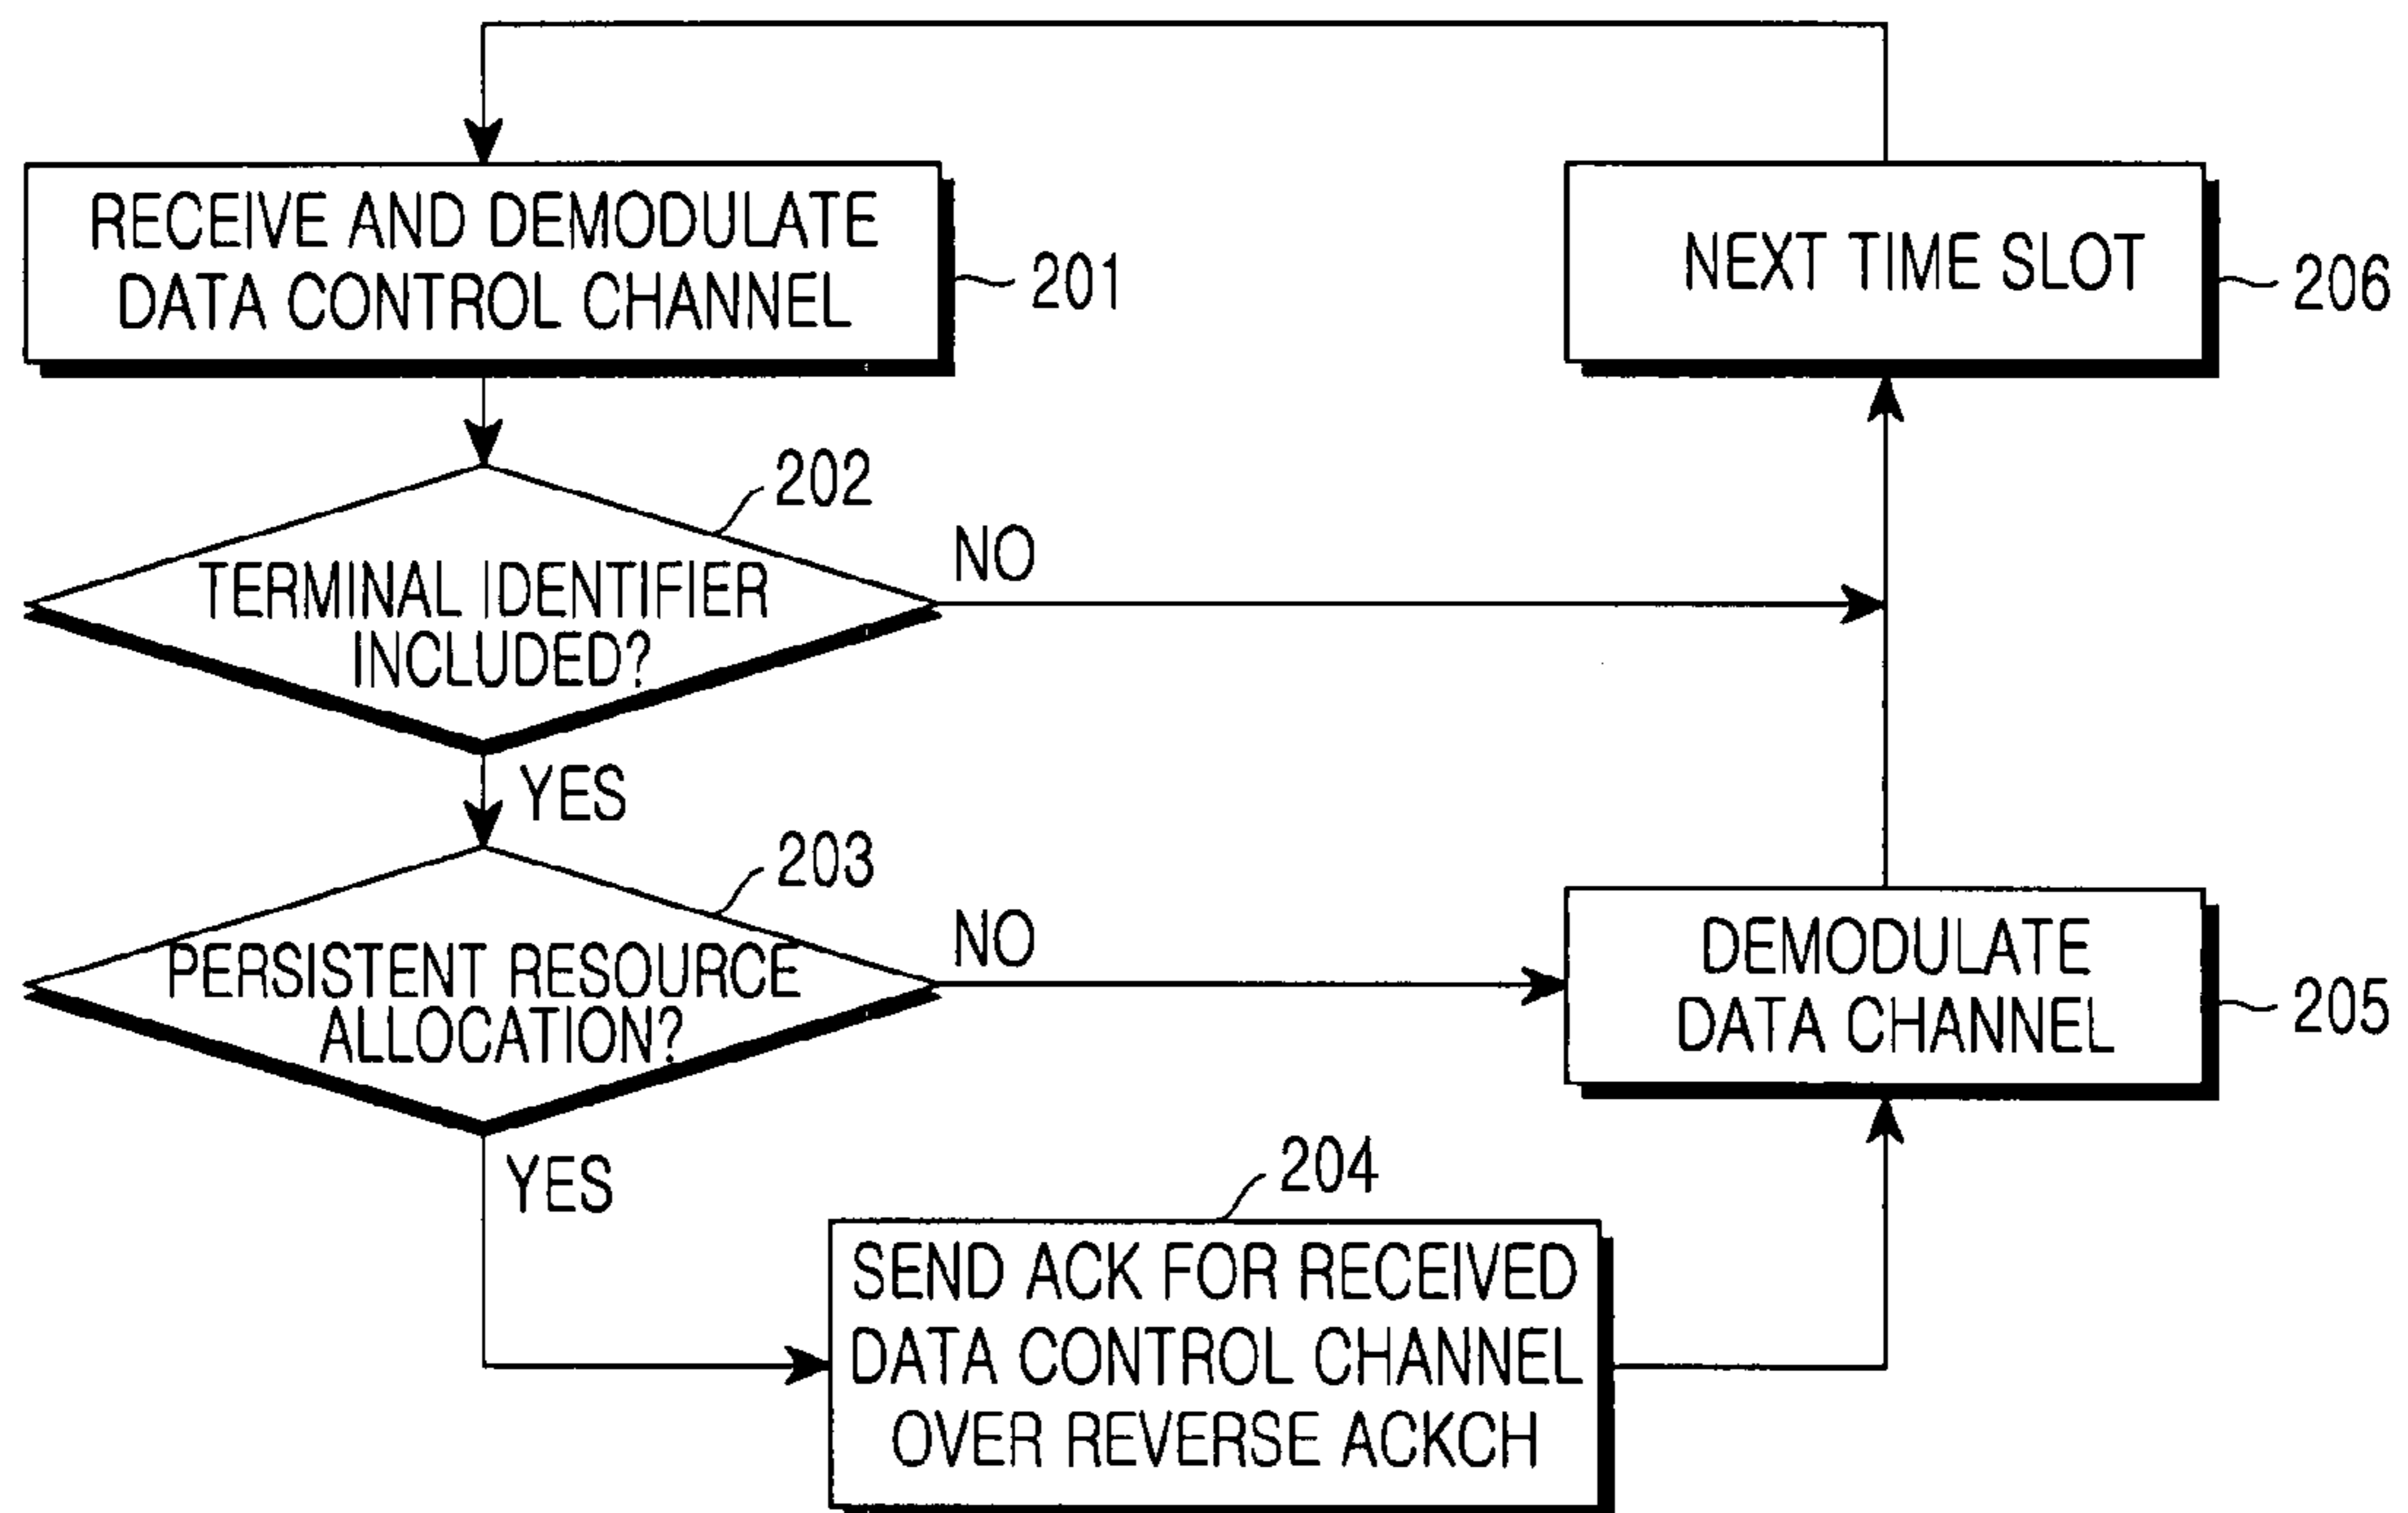 RECEIVE AND DEMODULATE
DATA CONTROL CHANNEL
201
NEXT TIME SLOT
206
202
TERMINAL IDENTIFIER
INCLUDED?
NO
YES
203
PERSISTENT RESOURCE
ALLOCATION?
NO
DEMODULATE
DATA CHANNEL
205
YES
204
SEND ACK FOR RECEIVED
DATA CONTROL CHANNEL
OVER REVERSE ACKCH